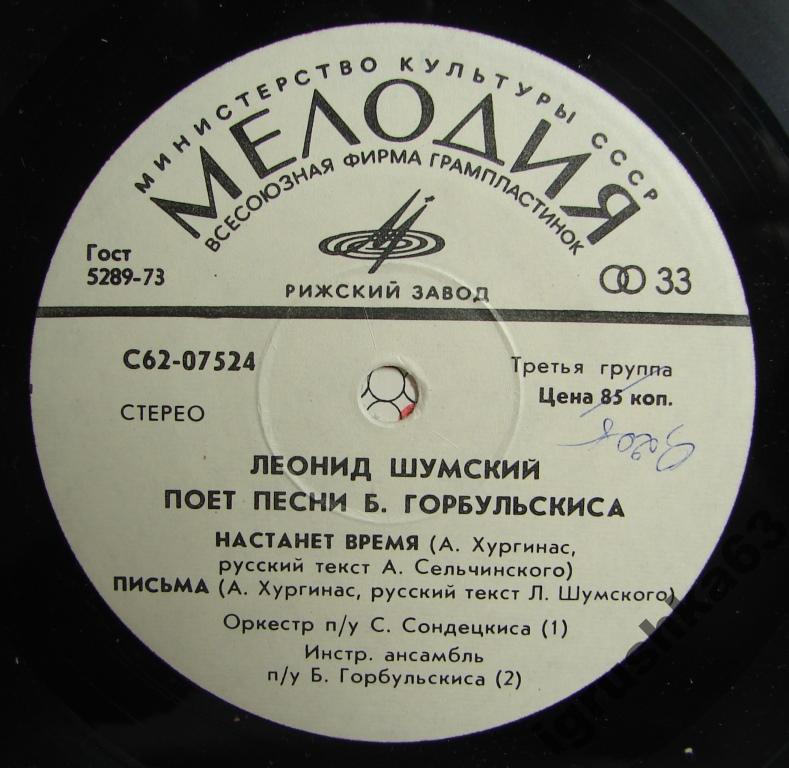 МИНИСТЕРСТВО КУЛЬТУРЫ СССР
МЕЛОДИЯ
ВСЕСОЮЗНАЯ ФИРМА ГРАМПЛАСТИНОК
Гост
5289-73
33
РИЖСКИЙ ЗАВОД
С62-07524
Третья группа
Цена 85 коп.
СТЕРЕО
ЛЕОНИД ШУМСКИЙ
ПОЕТ ПЕСНИ Б. ГОРБУЛЬСКИСА
НАСТАНЕТ ВРЕМЯ (А. Хургинас,
русский текст А. Сельчинского)
ПИСЬМА (А. Хургинас, русский текст Л. Шумского)
Оркестр п/у С. Сондецкиса (1)
Инстр. ансамбль
п/у Б. Горбульскиса (2)
igrushka63